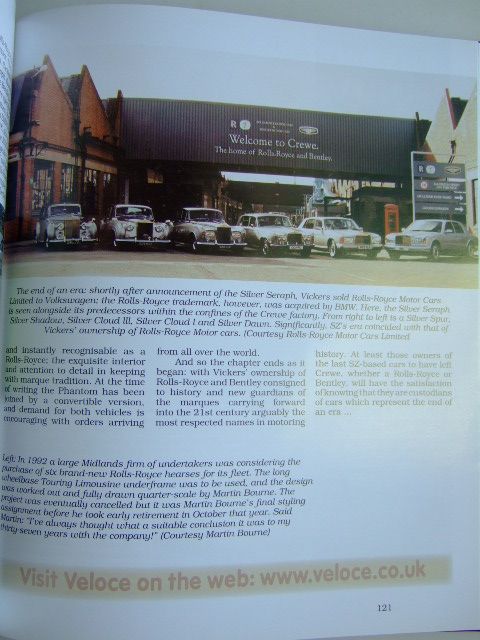 R
Welcome to Crewe.
The home of Rolls-Royce and Bentley.
The end of an era: shortly after announcement of the Silver Seraph, Vickers sold Rolls-Royce Motor Cars
Limited to Volkswagen; the Rolls-Royce trademark, however, was acquired by BMW. Here, the Silver Seraph
is seen alongside its predecessors within the confines of the Crewe factory. From right to left is a Silver Spur,
Silver Shadow, Silver Cloud III, Silver Cloud I and Silver Dawn. Significantly, SZ's era coincided with that of
Vickers' ownership of Rolls-Royce Motor cars. (Courtesy Rolls-Royce Motor Cars Limited
and instantly recognisable as a
Rolls-Royce; the exquisite interior
and attention to detail in keeping
with marque tradition. At the time
of writing the Phantom has been
joined by a convertible version,
and demand for both vehicles is
encouraging with orders arriving
from all over the world.
And so the chapter ends as it
began: with Vickers' ownership of
Rolls-Royce and Bentley consigned
to history and new guardians of
the marques carrying forward
into the 21st century arguably the
most respected names in motoring
history. At least those owners of
the last SZ-based cars to have left
Crewe, whether a Rolls-Royce or
Bentley, will have the satisfaction
of knowing that they are custodians
of cars which represent the end of
an era ...
Left: In 1992 a large Midlands firm of undertakers was considering the
purchase of six brand-new Rolls-Royce hearses for its fleet. The long
wheelbase Touring Limousine underframe was to be used, and the design
was worked out and fully drawn quarter-scale by Martin Bourne. The
project was eventually cancelled but it was Martin Bourne's final styling
assignment before he took early retirement in October that year. Said
Martin: "I've always thought what a suitable conclusion it was to my
thirty-seven years with the company!" (Courtesy Martin Bourne)
Visit Veloce on the web: www.veloce.co.uk
121